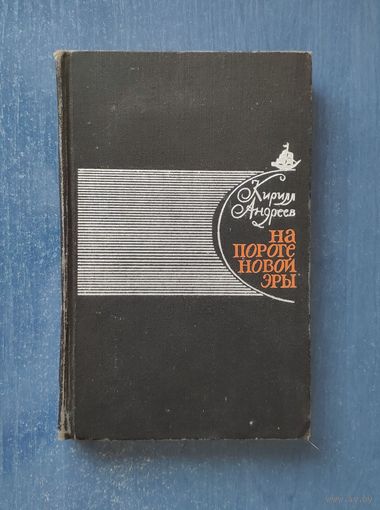 Кирилл
Андреев
на
пороге
новой
эры